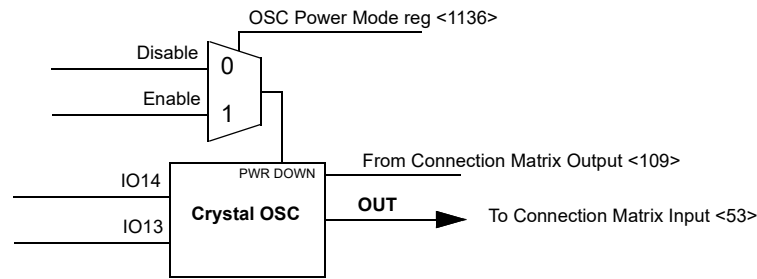 OSC Power Mode reg <1136>
Disable
0
Enable
1
PWR DOWN
From Connection Matrix Output <109>
IO14
Crystal OSC
OUT
To Connection Matrix Input <53>
IO13